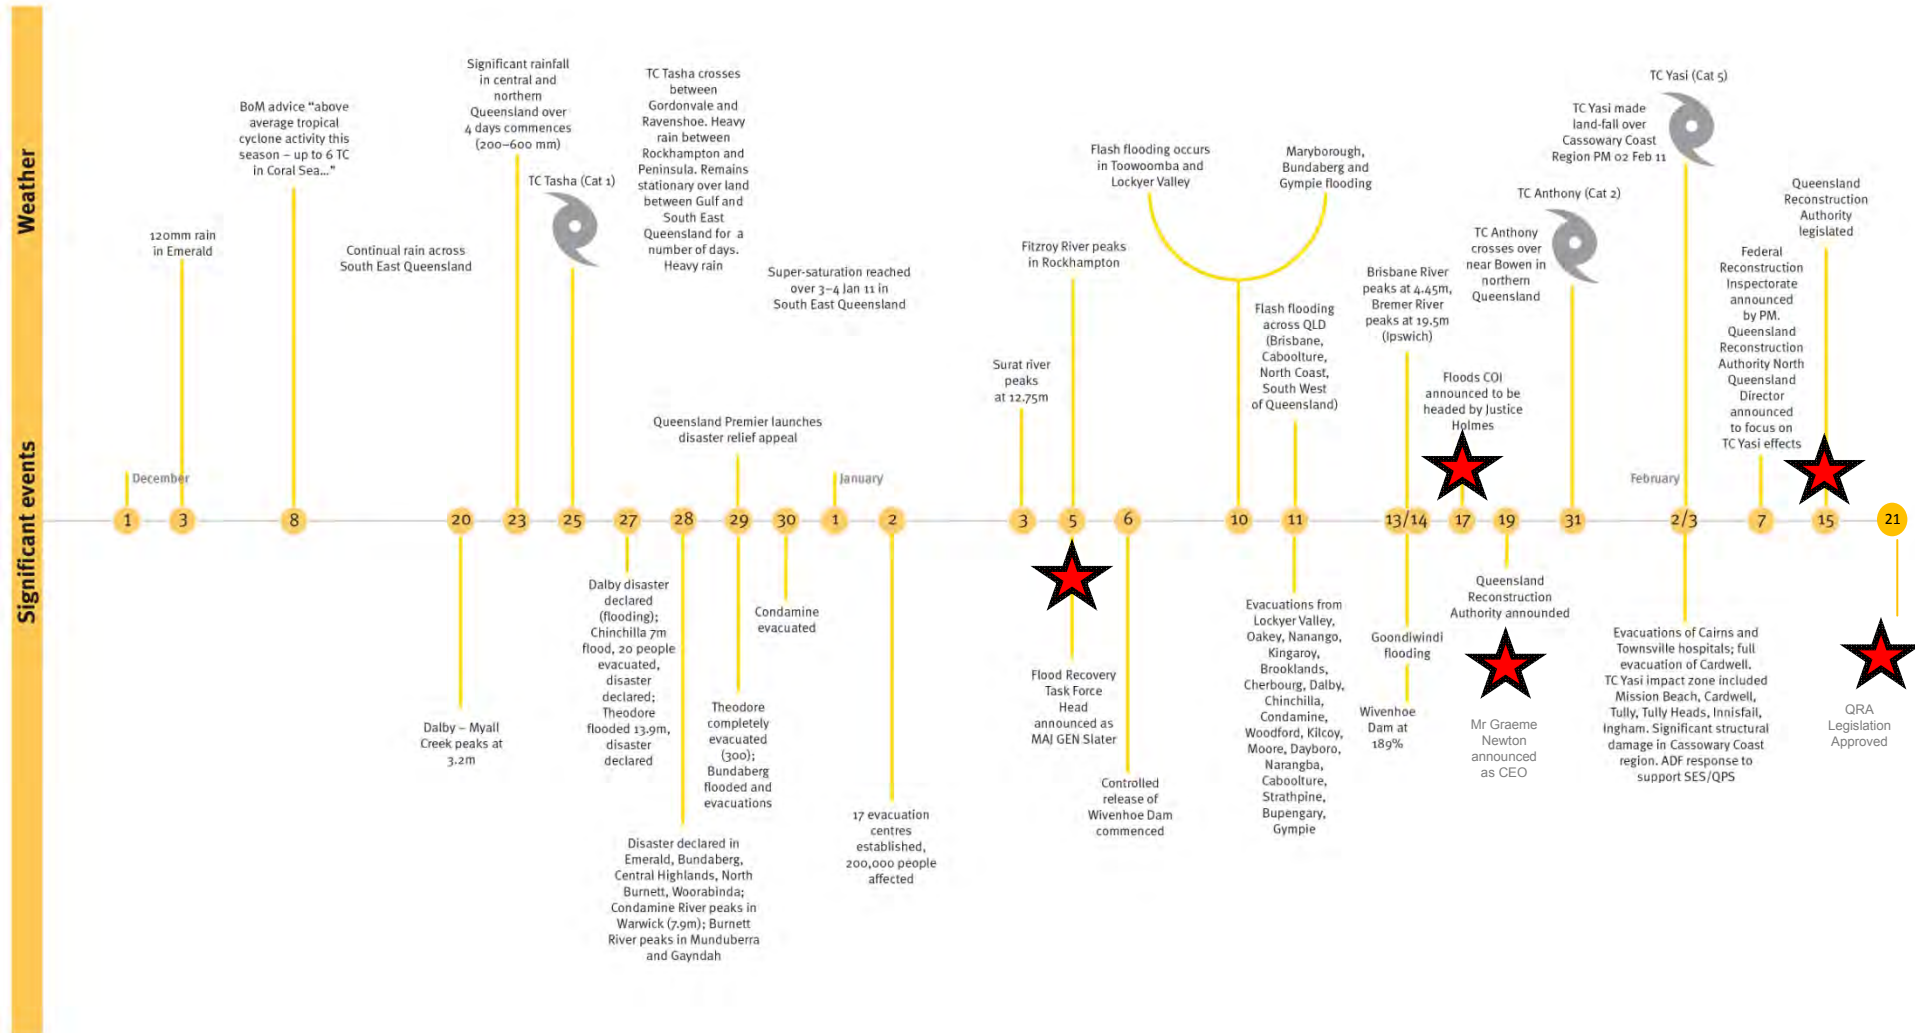 Weather
Significant events
120mm rain
in Emerald
BoM advice “above
average tropical
cyclone activity this
season – up to 6 TC
in Coral Sea...”
Continual rain across
South East Queensland
Significant rainfall
in central and
northern
Queensland over
4 days commences
(200–600 mm)
TC Tasha (Cat 1)
TC Tasha crosses
between
Gordonvale and
Ravenshoe. Heavy
rain between
Rockhampton and
Peninsula. Remains
stationary over land
between Gulf and
South East
Queensland for a
number of days.
Heavy rain
Super-saturation reached
over 3–4 Jan 11 in
South East Queensland
Queensland Premier launches
disaster relief appeal
Surat river
peaks
at 12.75m
Fitzroy River peaks
in Rockhampton
Flash flooding occurs
in Toowoomba and
Lockyer Valley
Maryborough,
Bundaberg and
Gympie flooding
Flash flooding
across QLD
(Brisbane,
Caboolture,
North Coast,
South West
of Queensland)
Brisbane River
peaks at 4.45m,
Bremer River
peaks at 19.5m
(Ipswich)
Floods COI
announced to be
headed by Justice
Holmes
TC Anthony (Cat 2)
TC Anthony
crosses over
near Bowen in
northern
Queensland
TC Yasi (Cat 5)
TC Yasi made
land-fall over
Cassowary Coast
Region PM 02 Feb 11
Federal
Reconstruction
Inspectorate
announced
by PM.
Queensland
Reconstruction
Authority North
Queensland
Director
announced
to focus on
TC Yasi effects
Queensland
Reconstruction
Authority
legislated
December
January
February
1
3
8
20
23
25
27
28
29
30
1
2
3
5
6
10
11
13/14
17
19
31
2/3
7
15
21
Dalby – Myall
Creek peaks at
3.2m
Dalby disaster
declared
(flooding);
Chinchilla 7m
flood, 20 people
evacuated,
disaster
declared;
Theodore
flooded 13.9m,
disaster
declared
Disaster declared in
Emerald, Bundaberg,
Central Highlands, North
Burnett, Woorabinda;
Condamine River peaks in
Warwick (7.9m); Burnett
River peaks in Munduberra
and Gayndah
Theodore
completely
evacuated
(300);
Bundaberg
flooded and
evacuations
Condamine
evacuated
17 evacuation
centres
established,
200,000 people
affected
Flood Recovery
Task Force
Head
announced as
MAJ GEN Slater
Controlled
release of
Wivenhoe Dam
commenced
Evacuations from
Lockyer Valley,
Oakey, Nanango,
Kingaroy,
Brooklands,
Cherbourg, Dalby,
Chinchilla,
Condamine,
Woodford, Kilcoy,
Moore, Dayboro,
Narangba,
Caboolture,
Strathpine,
Bupengary,
Gympie
Goondiwindi
flooding
Wivenhoe
Dam at
189%
Queensland
Reconstruction
Authority announded
Mr Graeme
Newton
announced
as CEO
Evacuations of Cairns and
Townsville hospitals; full
evacuation of Cardwell.
TC Yasi impact zone included
Mission Beach, Cardwell,
Tully, Tully Heads, Innisfail,
Ingham. Significant structural
damage in Cassowary Coast
region. ADF response to
support SES/QPS
QRA
Legislation
Approved